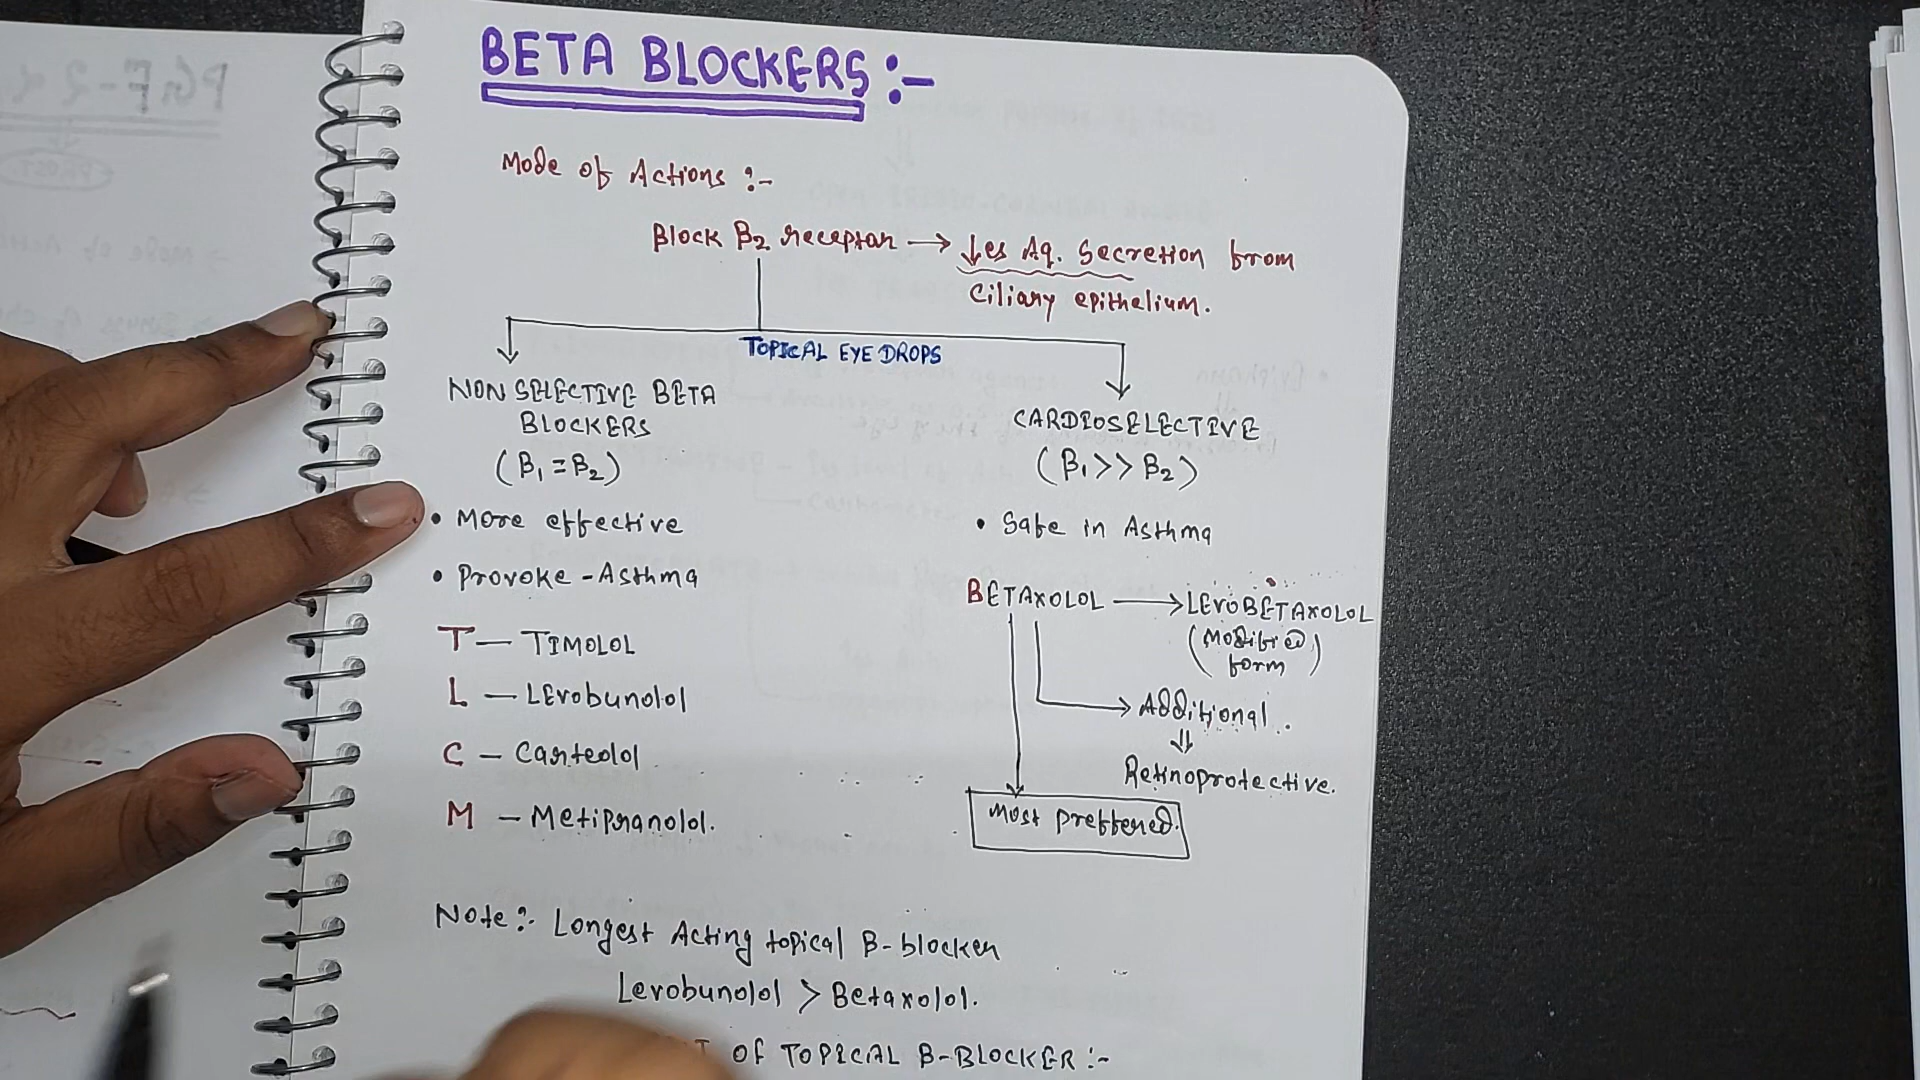 BETA BLOCKERS :-
Mode of Actions :-
Block B2 receptor → ↓es Aq. Secretion from
Ciliary epithelium.
TOPICAL EYE DROPS
NON SELECTIVE BETA
BLOCKERS
(B1 = B2)
• More effective
• Provoke - Asthma
T — TIMOLOL
L — LEvobunolol
C — Carteolol
M — Metipranolol.
CARDIOSELECTIVE
(B1 >> B2)
• Safe in Asthma
BETAXOLOL → LEVOBETAXOLOL
(Modified
form)
→ Additional
⇓
Retinoprotective.
Most preffered.
Note :- Longest Acting topical B-blocker
Levobunolol > Betaxolol.
OF TOPICAL B-BLOCKER :-
PGF-2α